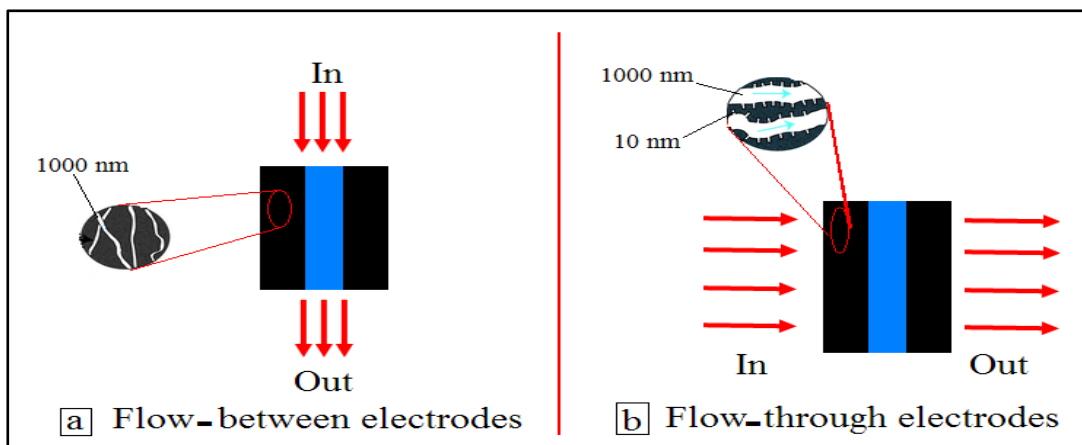 In
1000 nm
Out
a Flow-between electrodes
1000 nm
10 nm
In
Out
b Flow-through electrodes